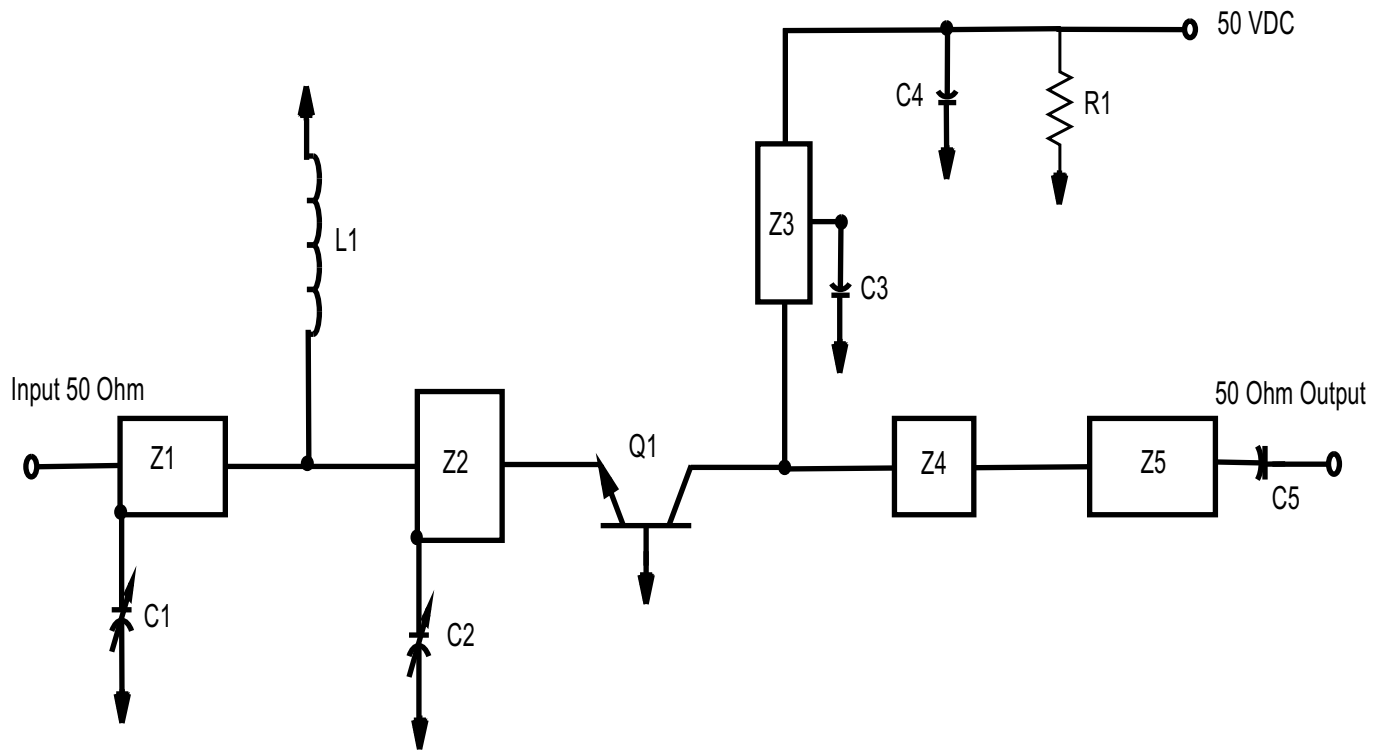 50 VDC
C4
R1
Z3
L1
C3
Input 50 Ohm
50 Ohm Output
Z1
Z2
Q1
Z4
Z5
C5
C1
C2